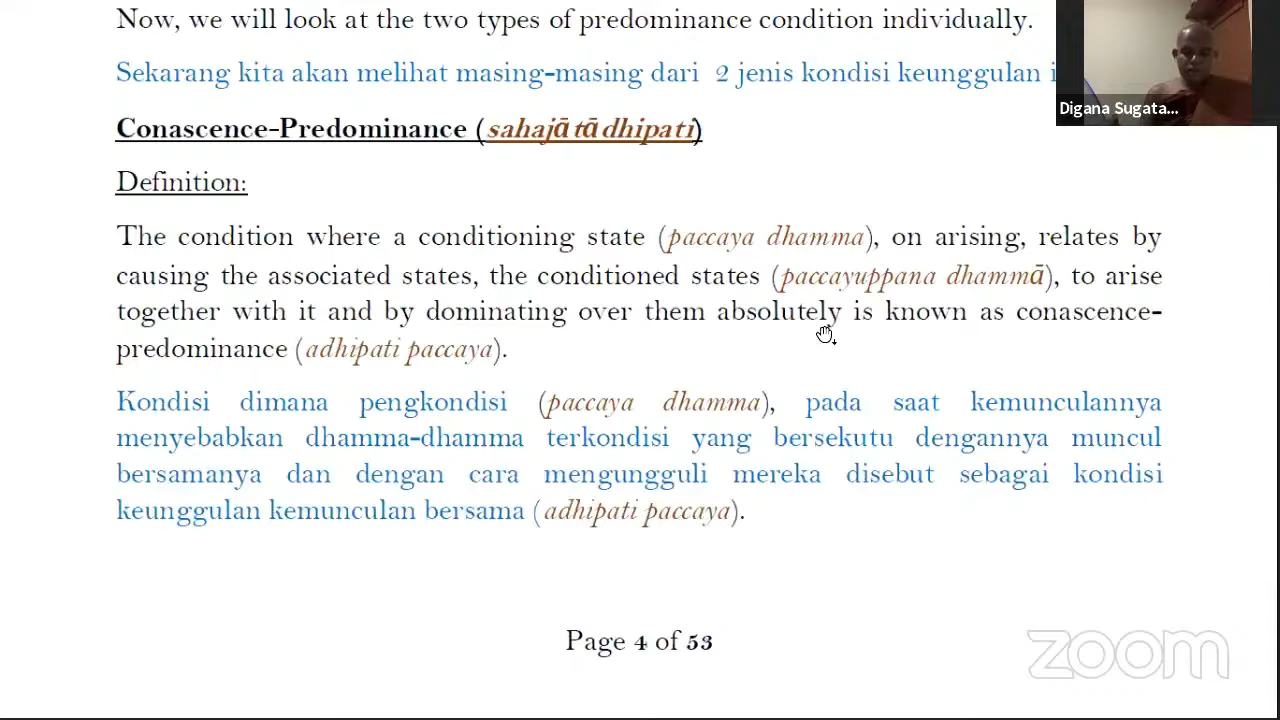 Now, we will look at the two types of predominance condition individually.
Sekarang kita akan melihat masing-masing dari 2 jenis kondisi keunggulan i
Digana Sugata...
Conascence-Predominance (sahajātādhipati)
Definition:
The condition where a conditioning state (paccaya dhamma), on arising, relates by
causing the associated states, the conditioned states (paccayuppana dhammā), to arise
together with it and by dominating over them absolutely is known as conascence-
predominance (adhipati paccaya).
Kondisi dimana pengkondisi (paccaya dhamma), pada saat kemunculannya
menyebabkan dhamma-dhamma terkondisi yang bersekutu dengannya muncul
bersamanya dan dengan cara mengungguli mereka disebut sebagai kondisi
keunggulan kemunculan bersama (adhipati paccaya).
Page 4 of 53
zoom